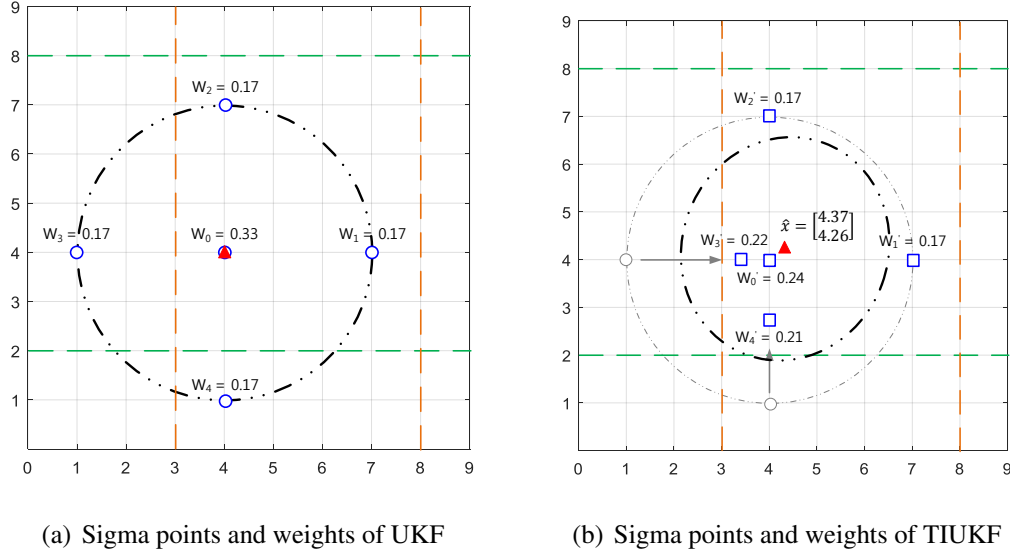 9
8
7
6
5
4
3
2
1
0 1 2 3 4 5 6 7 8 9
W2 = 0.17
W3 = 0.17
W0 = 0.33
W1 = 0.17
W4 = 0.17
(a) Sigma points and weights of UKF
9
8
7
6
5
4
3
2
1
0 1 2 3 4 5 6 7 8 9
W2' = 0.17
x̂ = [4.37
4.26]
W3' = 0.22
W1' = 0.17
W0' = 0.24
W4' = 0.21
(b) Sigma points and weights of TIUKF